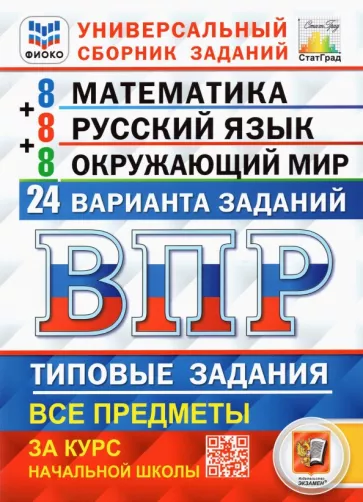 УНИВЕРСАЛЬНЫЙ
СБОРНИК ЗАДАНИЙ
ФИОКО
СтатГрад
8 МАТЕМАТИКА
+ 8 РУССКИЙ ЯЗЫК
+ 8 ОКРУЖАЮЩИЙ МИР
24 ВАРИАНТА ЗАДАНИЙ
ВПР
ТИПОВЫЕ ЗАДАНИЯ
ВСЕ ПРЕДМЕТЫ
ЗА КУРС
НАЧАЛЬНОЙ ШКОЛЫ
ЭКЗАМЕН